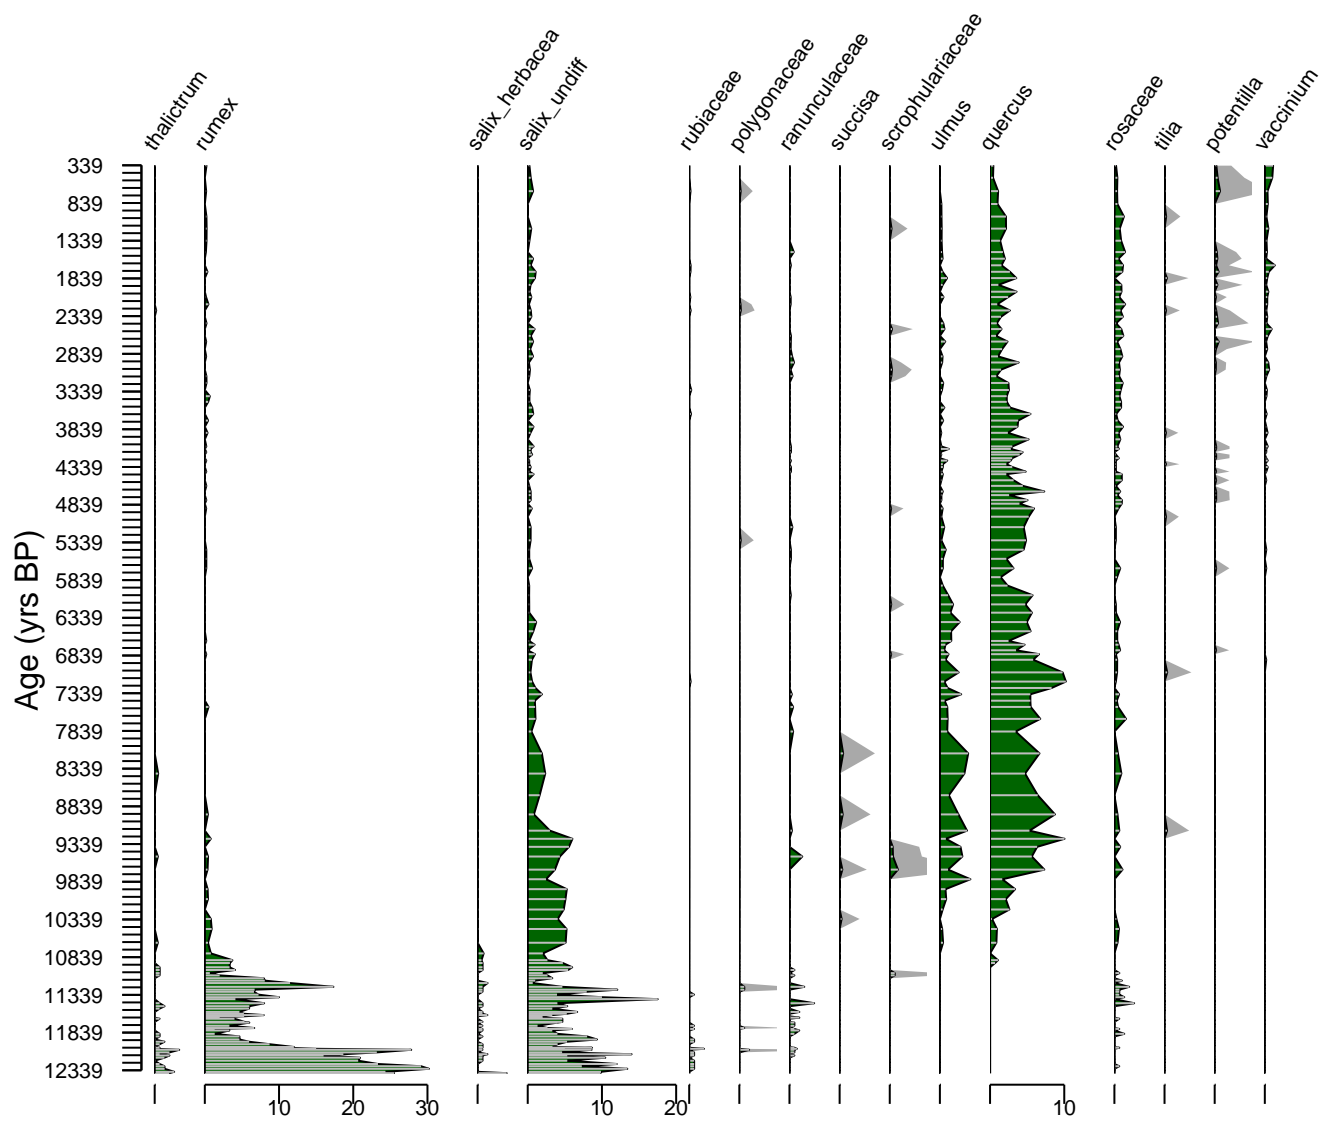 thalictrum
rumex
salix_herbacea
salix_undiff
rubiaceae
polygonaceae
ranunculaceae
succisa
scrophulariaceae
ulmus
quercus
rosaceae
tilia
potentilla
vaccinium
Age (yrs BP)
339
839
1339
1839
2339
2839
3339
3839
4339
4839
5339
5839
6339
6839
7339
7839
8339
8839
9339
9839
10339
10839
11339
11839
12339
10 20 30 10 20 10